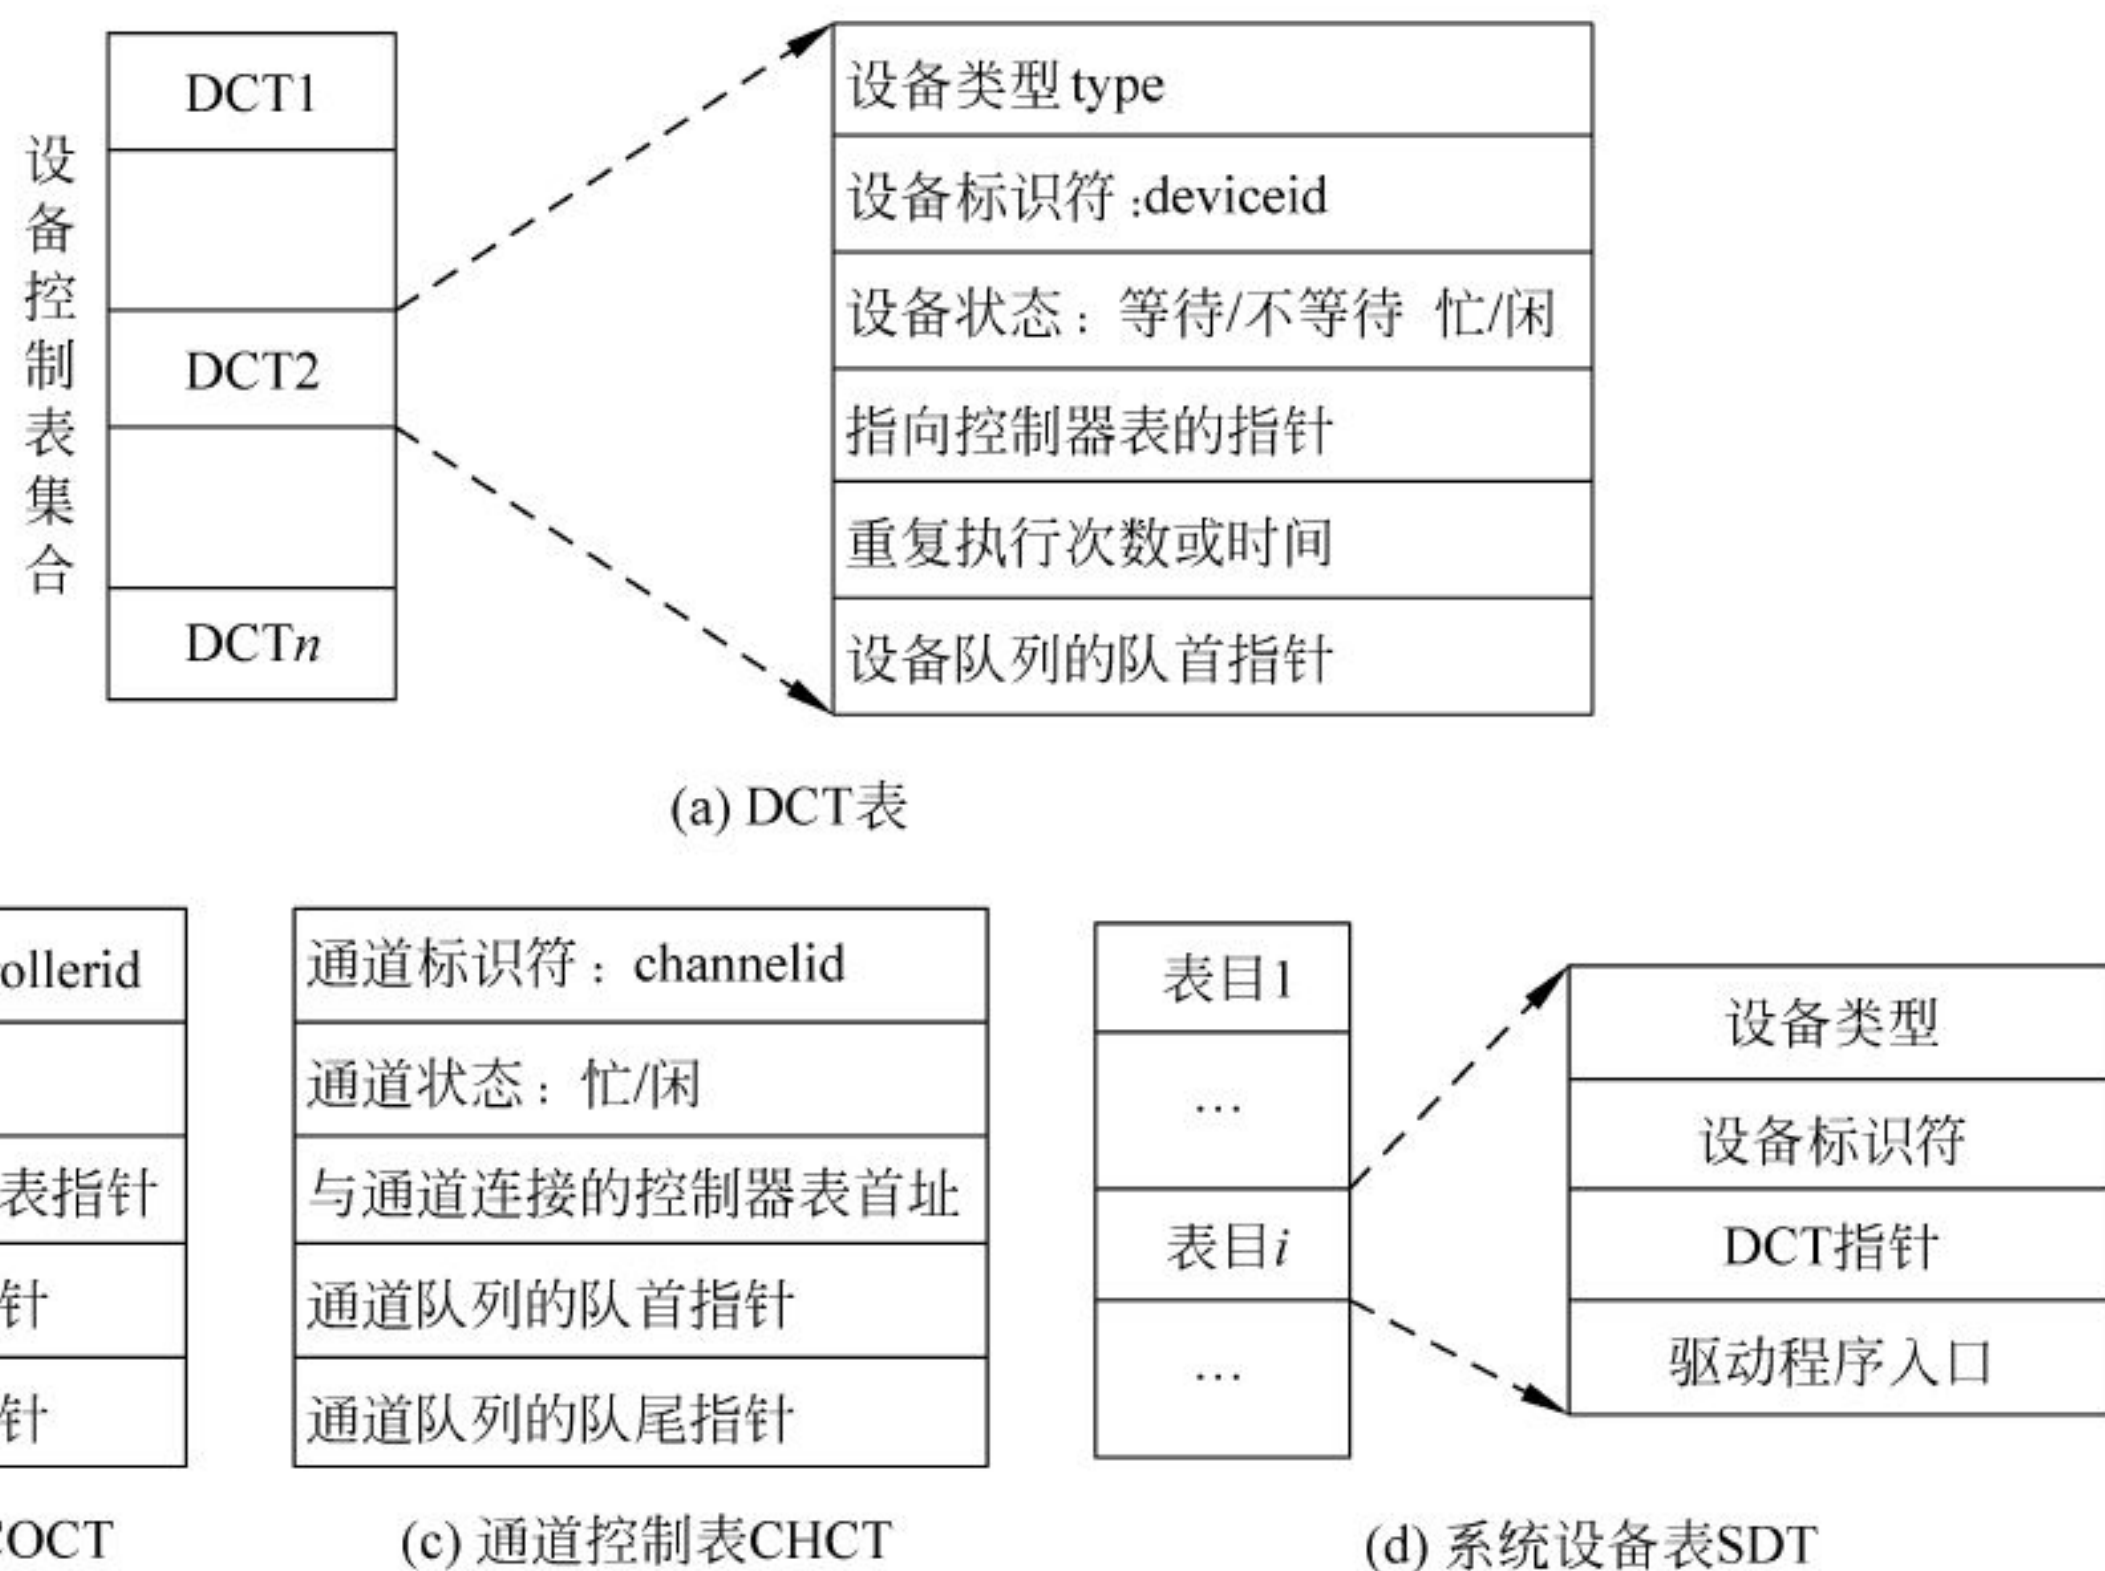 设备控制表集合
DCT1
DCT2
DCTn
设备类型type
设备标识符:deviceid
设备状态：等待/不等待 忙/闲
指向控制器表的指针
重复执行次数或时间
设备队列的队首指针
(a) DCT表
ollerid
表指针
针
针
OCT
通道标识符：channelid
通道状态：忙/闲
与通道连接的控制器表首址
通道队列的队首指针
通道队列的队尾指针
(c) 通道控制表CHCT
表目1
…
表目i
…
设备类型
设备标识符
DCT指针
驱动程序入口
(d) 系统设备表SDT